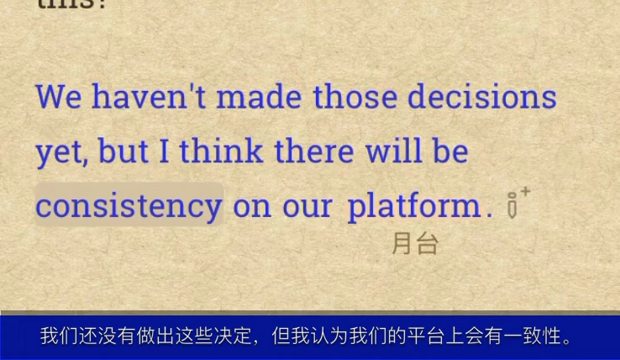 this?
We haven't made those decisions
yet, but I think there will be
consistency on our platform.
月台
我们还没有做出这些决定，但我认为我们的平台上会有一致性。